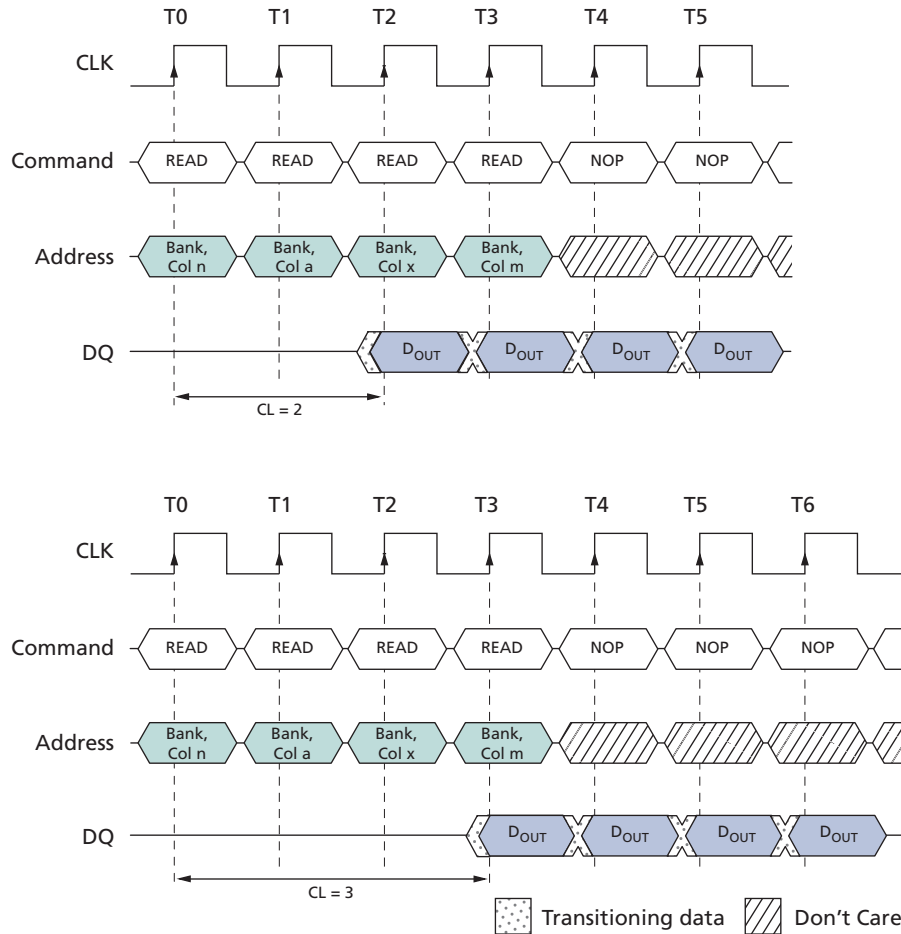 T0 T1 T2 T3 T4 T5
CLK
Command READ READ READ READ NOP NOP
Address Bank, Col n Bank, Col a Bank, Col x Bank, Col m
DQ DOUT DOUT DOUT DOUT
CL = 2
T0 T1 T2 T3 T4 T5 T6
CLK
Command READ READ READ READ NOP NOP NOP
Address Bank, Col n Bank, Col a Bank, Col x Bank, Col m
DQ DOUT DOUT DOUT DOUT
CL = 3
Transitioning data Don't Care